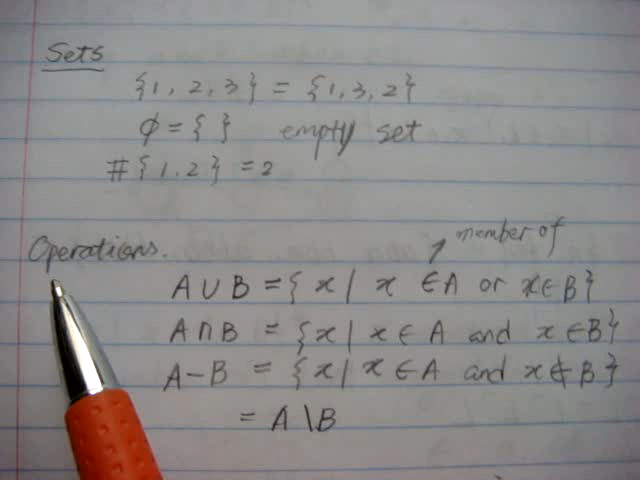 Sets
{1, 2, 3} = {1, 3, 2}
φ = { } empty set
#{1, 2} = 2
Operations.
member of
A ∪ B = { x | x ∈ A or x ∈ B}
A ∩ B = {x | x ∈ A and x ∈ B}
A - B = {x | x ∈ A and x ∉ B}
= A \ B